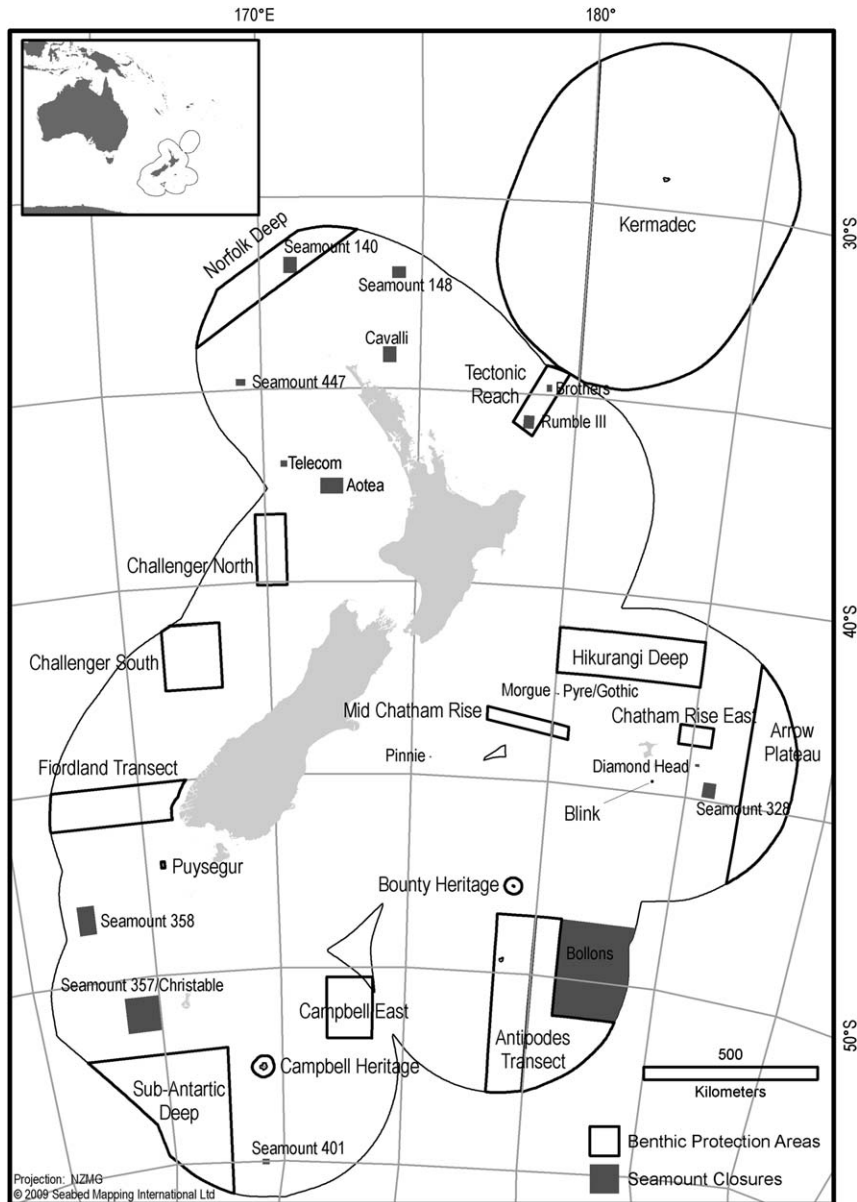 170°E
180°
30°S
40°S
50°S
Kermadec
Norfolk Deep
Seamount 140
Seamount 148
Cavalli
Tectonic
Reach
Brothers
Rumble III
Seamount 447
Telecom
Aotea
Challenger North
Challenger South
Hikurangi Deep
Morgue
Pyre/Gothic
Mid Chatham Rise
Chatham Rise East
Arrow
Plateau
Fiordland Transect
Pinnie
Diamond Head
Blink
Seamount 328
Puysegur
Bounty Heritage
Seamount 358
Bollons
Seamount 357/Christable
Campbell East
Antipodes
Transect
Campbell Heritage
Sub-Antartic
Deep
Seamount 401
500
Kilometers
Benthic Protection Areas
Seamount Closures
Projection: NZMG
© 2009 Seabed Mapping International Ltd